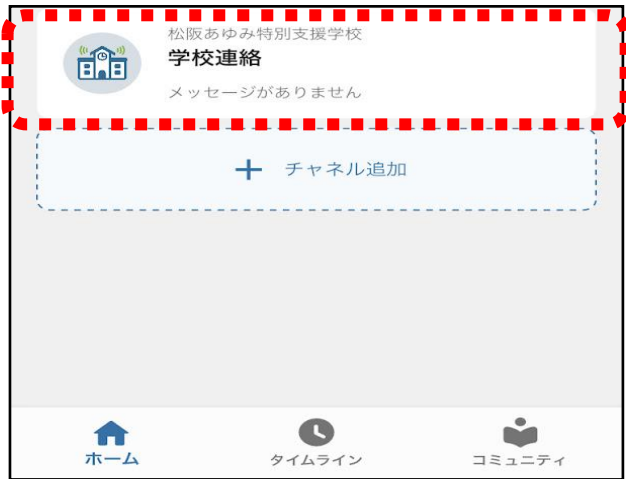 松阪あゆみ特別支援学校
学校連絡
メッセージがありません
＋ チャネル追加
ホーム
タイムライン
コミュニティ